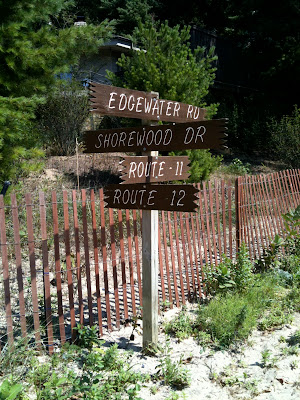 EDGEWATER RD
SHOREWOOD DR
ROUTE - 11
ROUTE 12